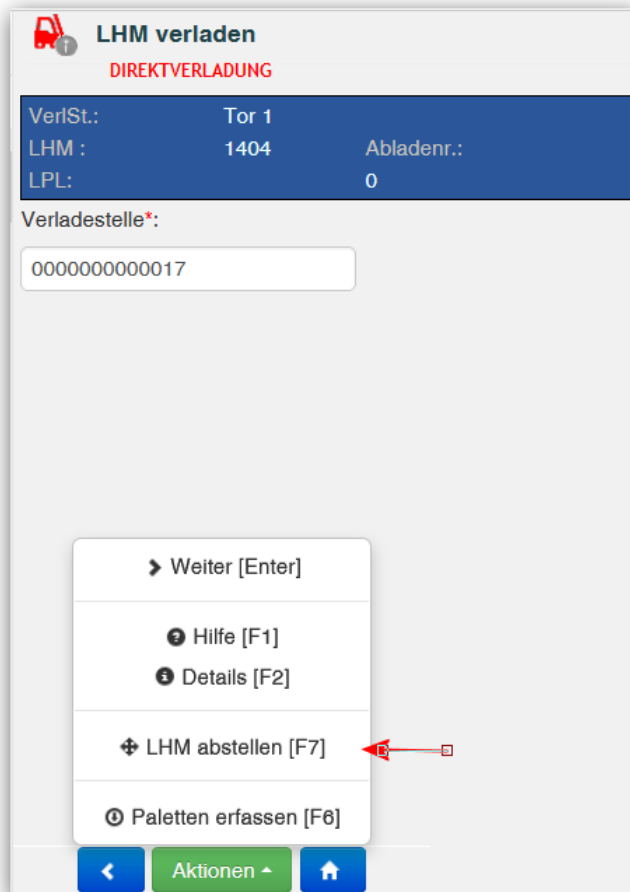 LHM verladen
DIREKTVERLADUNG
VerlSt.: Tor 1
LHM : 1404 Abladenr.:
LPL: 0
Verladestelle*:
0000000000017
Weiter [Enter]
Hilfe [F1]
Details [F2]
LHM abstellen [F7]
Paletten erfassen [F6]
Aktionen